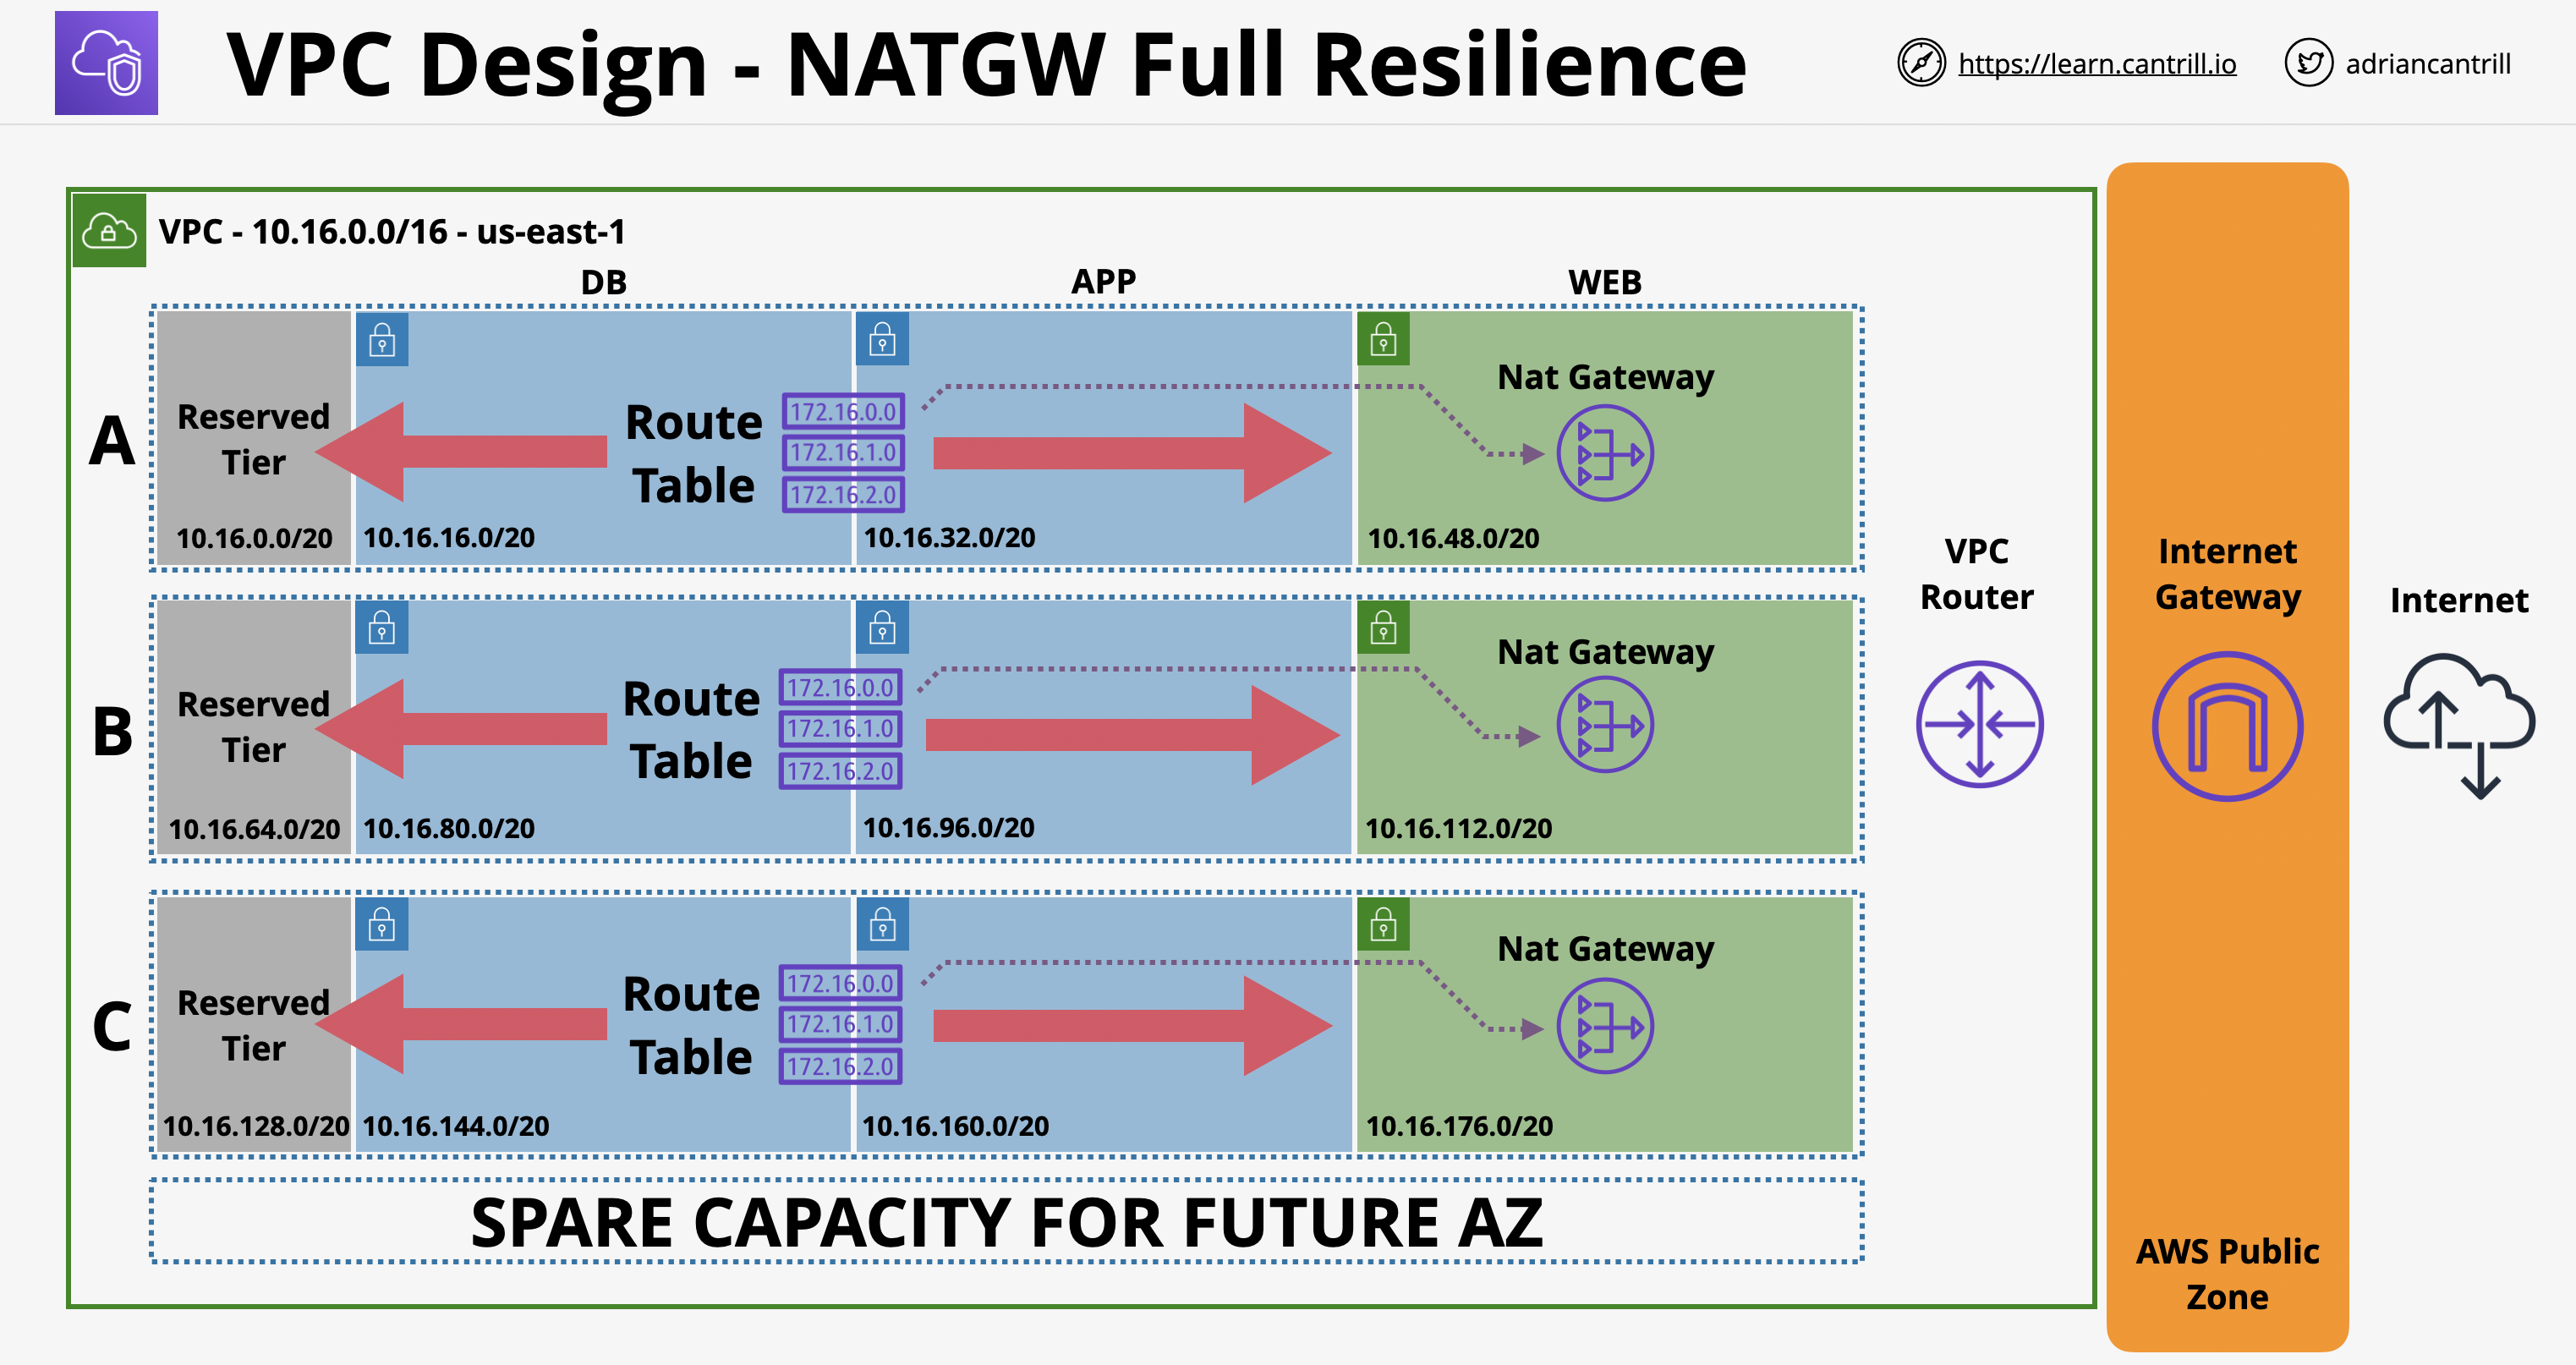 VPC Design - NATGW Full Resilience
https://learn.cantrill.io
adriancantrill
VPC - 10.16.0.0/16 - us-east-1
DB
APP
WEB
A
Reserved
Tier
10.16.0.0/20
Route
Table
172.16.0.0
172.16.1.0
172.16.2.0
10.16.16.0/20
10.16.32.0/20
Nat Gateway
10.16.48.0/20
B
Reserved
Tier
10.16.64.0/20
Route
Table
172.16.0.0
172.16.1.0
172.16.2.0
10.16.80.0/20
10.16.96.0/20
Nat Gateway
10.16.112.0/20
C
Reserved
Tier
10.16.128.0/20
Route
Table
172.16.0.0
172.16.1.0
172.16.2.0
10.16.144.0/20
10.16.160.0/20
Nat Gateway
10.16.176.0/20
SPARE CAPACITY FOR FUTURE AZ
VPC
Router
Internet
Gateway
AWS Public
Zone
Internet